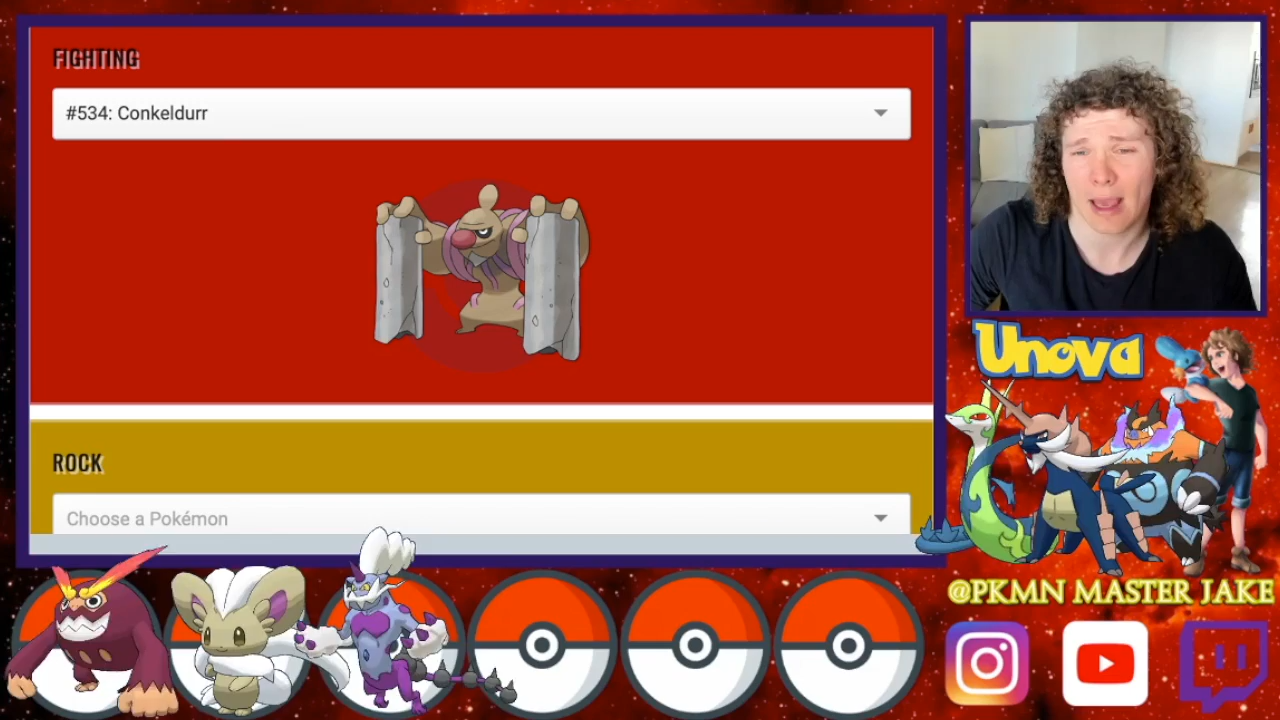 FIGHTING
#534: Conkeldurr
ROCK
Choose a Pokémon
Unova
@PKMN MASTER JAKE